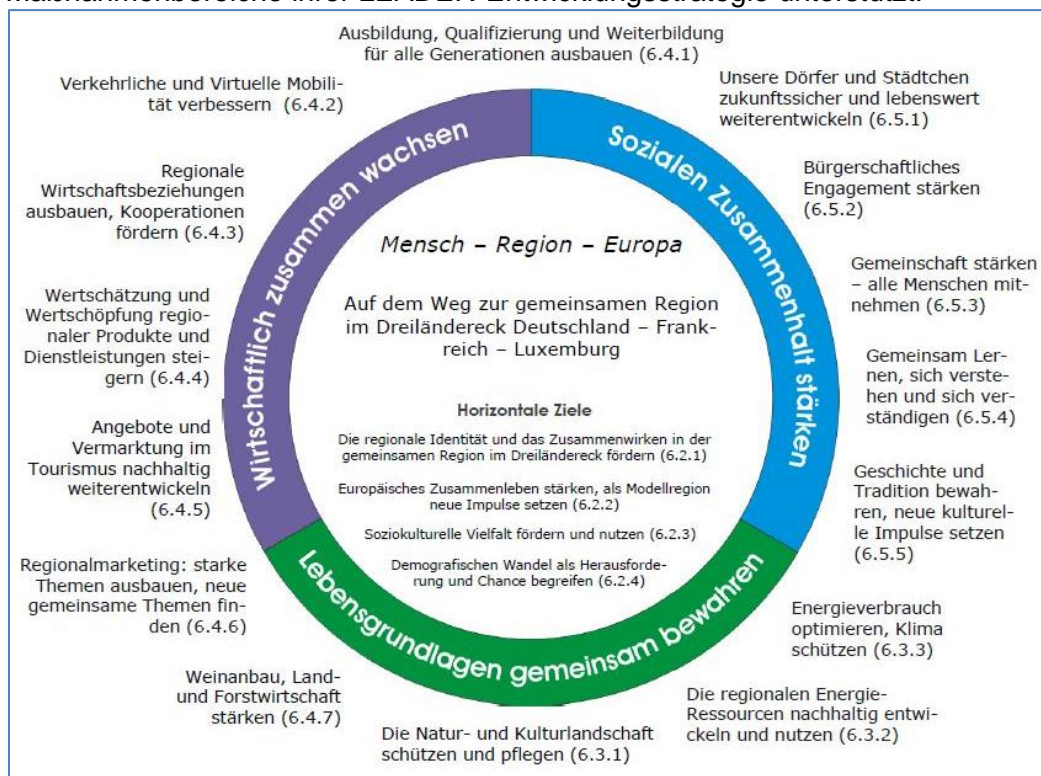 Maßnahmenbereiche ihrer LEADER-Entwicklungsstrategie unterstützt:
Ausbildung, Qualifizierung und Weiterbildung
für alle Generationen ausbauen (6.4.1)
Verkehrliche und Virtuelle Mobili-
tät verbessern (6.4.2)
Regionale
Wirtschaftsbeziehungen
ausbauen, Kooperationen
fördern (6.4.3)
Wertschätzung und
Wertschöpfung regio-
naler Produkte und
Dienstleistungen stei-
gern (6.4.4)
Angebote und
Vermarktung im
Tourismus nachhaltig
weiterentwickeln
(6.4.5)
Regionalmarketing: starke
Themen ausbauen, neue
gemeinsame Themen fin-
den (6.4.6)
Weinanbau, Land-
und Forstwirtschaft
stärken (6.4.7)
Wirtschaftlich zusammen wachsen
Sozialen Zusammenhalt stärken
Lebensgrundlagen gemeinsam bewahren
Mensch – Region – Europa
Auf dem Weg zur gemeinsamen Region
im Dreiländereck Deutschland – Frank-
reich – Luxemburg
Horizontale Ziele
Die regionale Identität und das Zusammenwirken in der
gemeinsamen Region im Dreiländereck fördern (6.2.1)
Europäisches Zusammenleben stärken, als Modellregion
neue Impulse setzen (6.2.2)
Soziokulturelle Vielfalt fördern und nutzen (6.2.3)
Demografischen Wandel als Herausforde-
rung und Chance begreifen (6.2.4)
Unsere Dörfer und Städtchen
zukunftssicher und lebenswert
weiterentwickeln (6.5.1)
Bürgerschaftliches
Engagement stärken
(6.5.2)
Gemeinschaft stärken
– alle Menschen mit-
nehmen (6.5.3)
Gemeinsam Ler-
nen, sich verste-
hen und sich ver-
ständigen (6.5.4)
Geschichte und
Tradition bewah-
ren, neue kulturel-
le Impulse setzen
(6.5.5)
Energieverbrauch
optimieren, Klima
schützen (6.3.3)
Die regionalen Energie-
Ressourcen nachhaltig entwi-
ckeln und nutzen (6.3.2)
Die Natur- und Kulturlandschaft
schützen und pflegen (6.3.1)